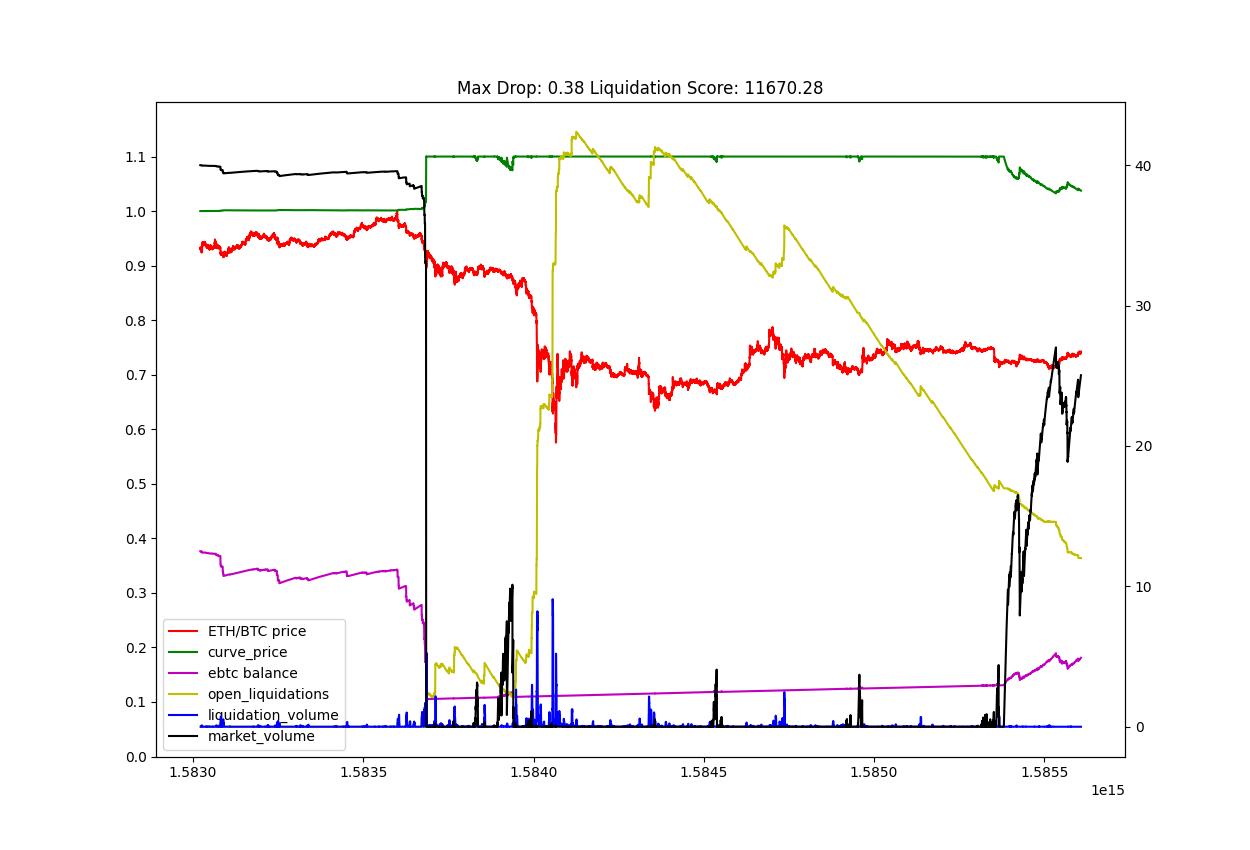 Max Drop: 0.38 Liquidation Score: 11670.28
1.1
1.0
0.9
0.8
0.7
0.6
0.5
0.4
0.3
0.2
0.1
0.0
40
30
20
10
0
ETH/BTC price
curve_price
ebtc balance
open_liquidations
liquidation_volume
market_volume
1.5830 1.5835 1.5840 1.5845 1.5850 1.5855
1e15